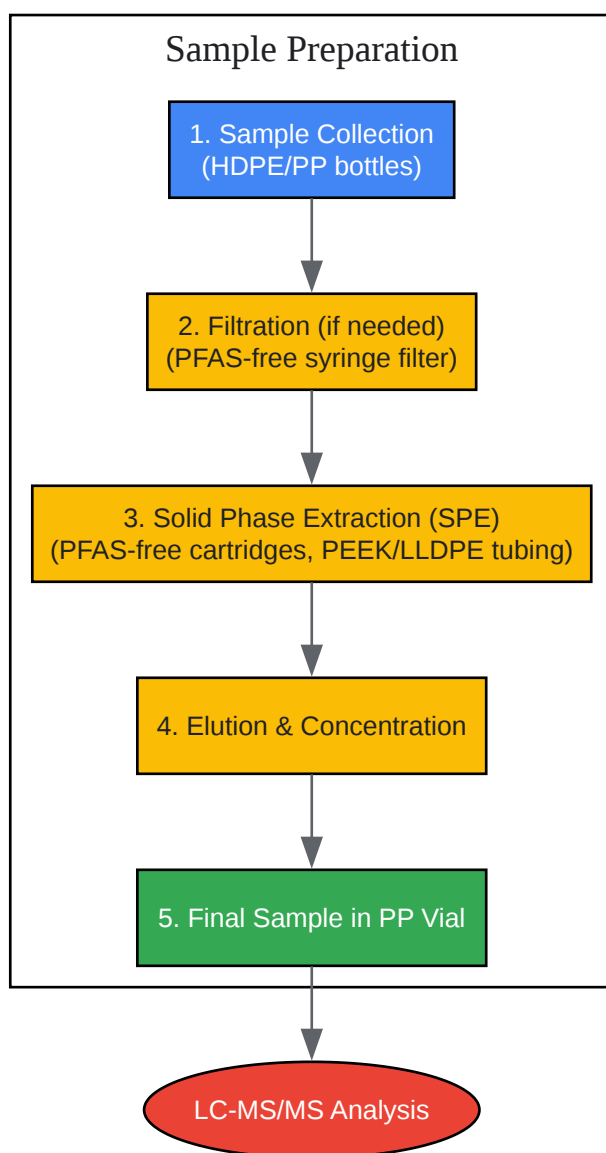 Sample Preparation
1. Sample Collection
(HDPE/PP bottles)
2. Filtration (if needed)
(PFAS-free syringe filter)
3. Solid Phase Extraction (SPE)
(PFAS-free cartridges, PEEK/LLDPE tubing)
4. Elution & Concentration
5. Final Sample in PP Vial
LC-MS/MS Analysis